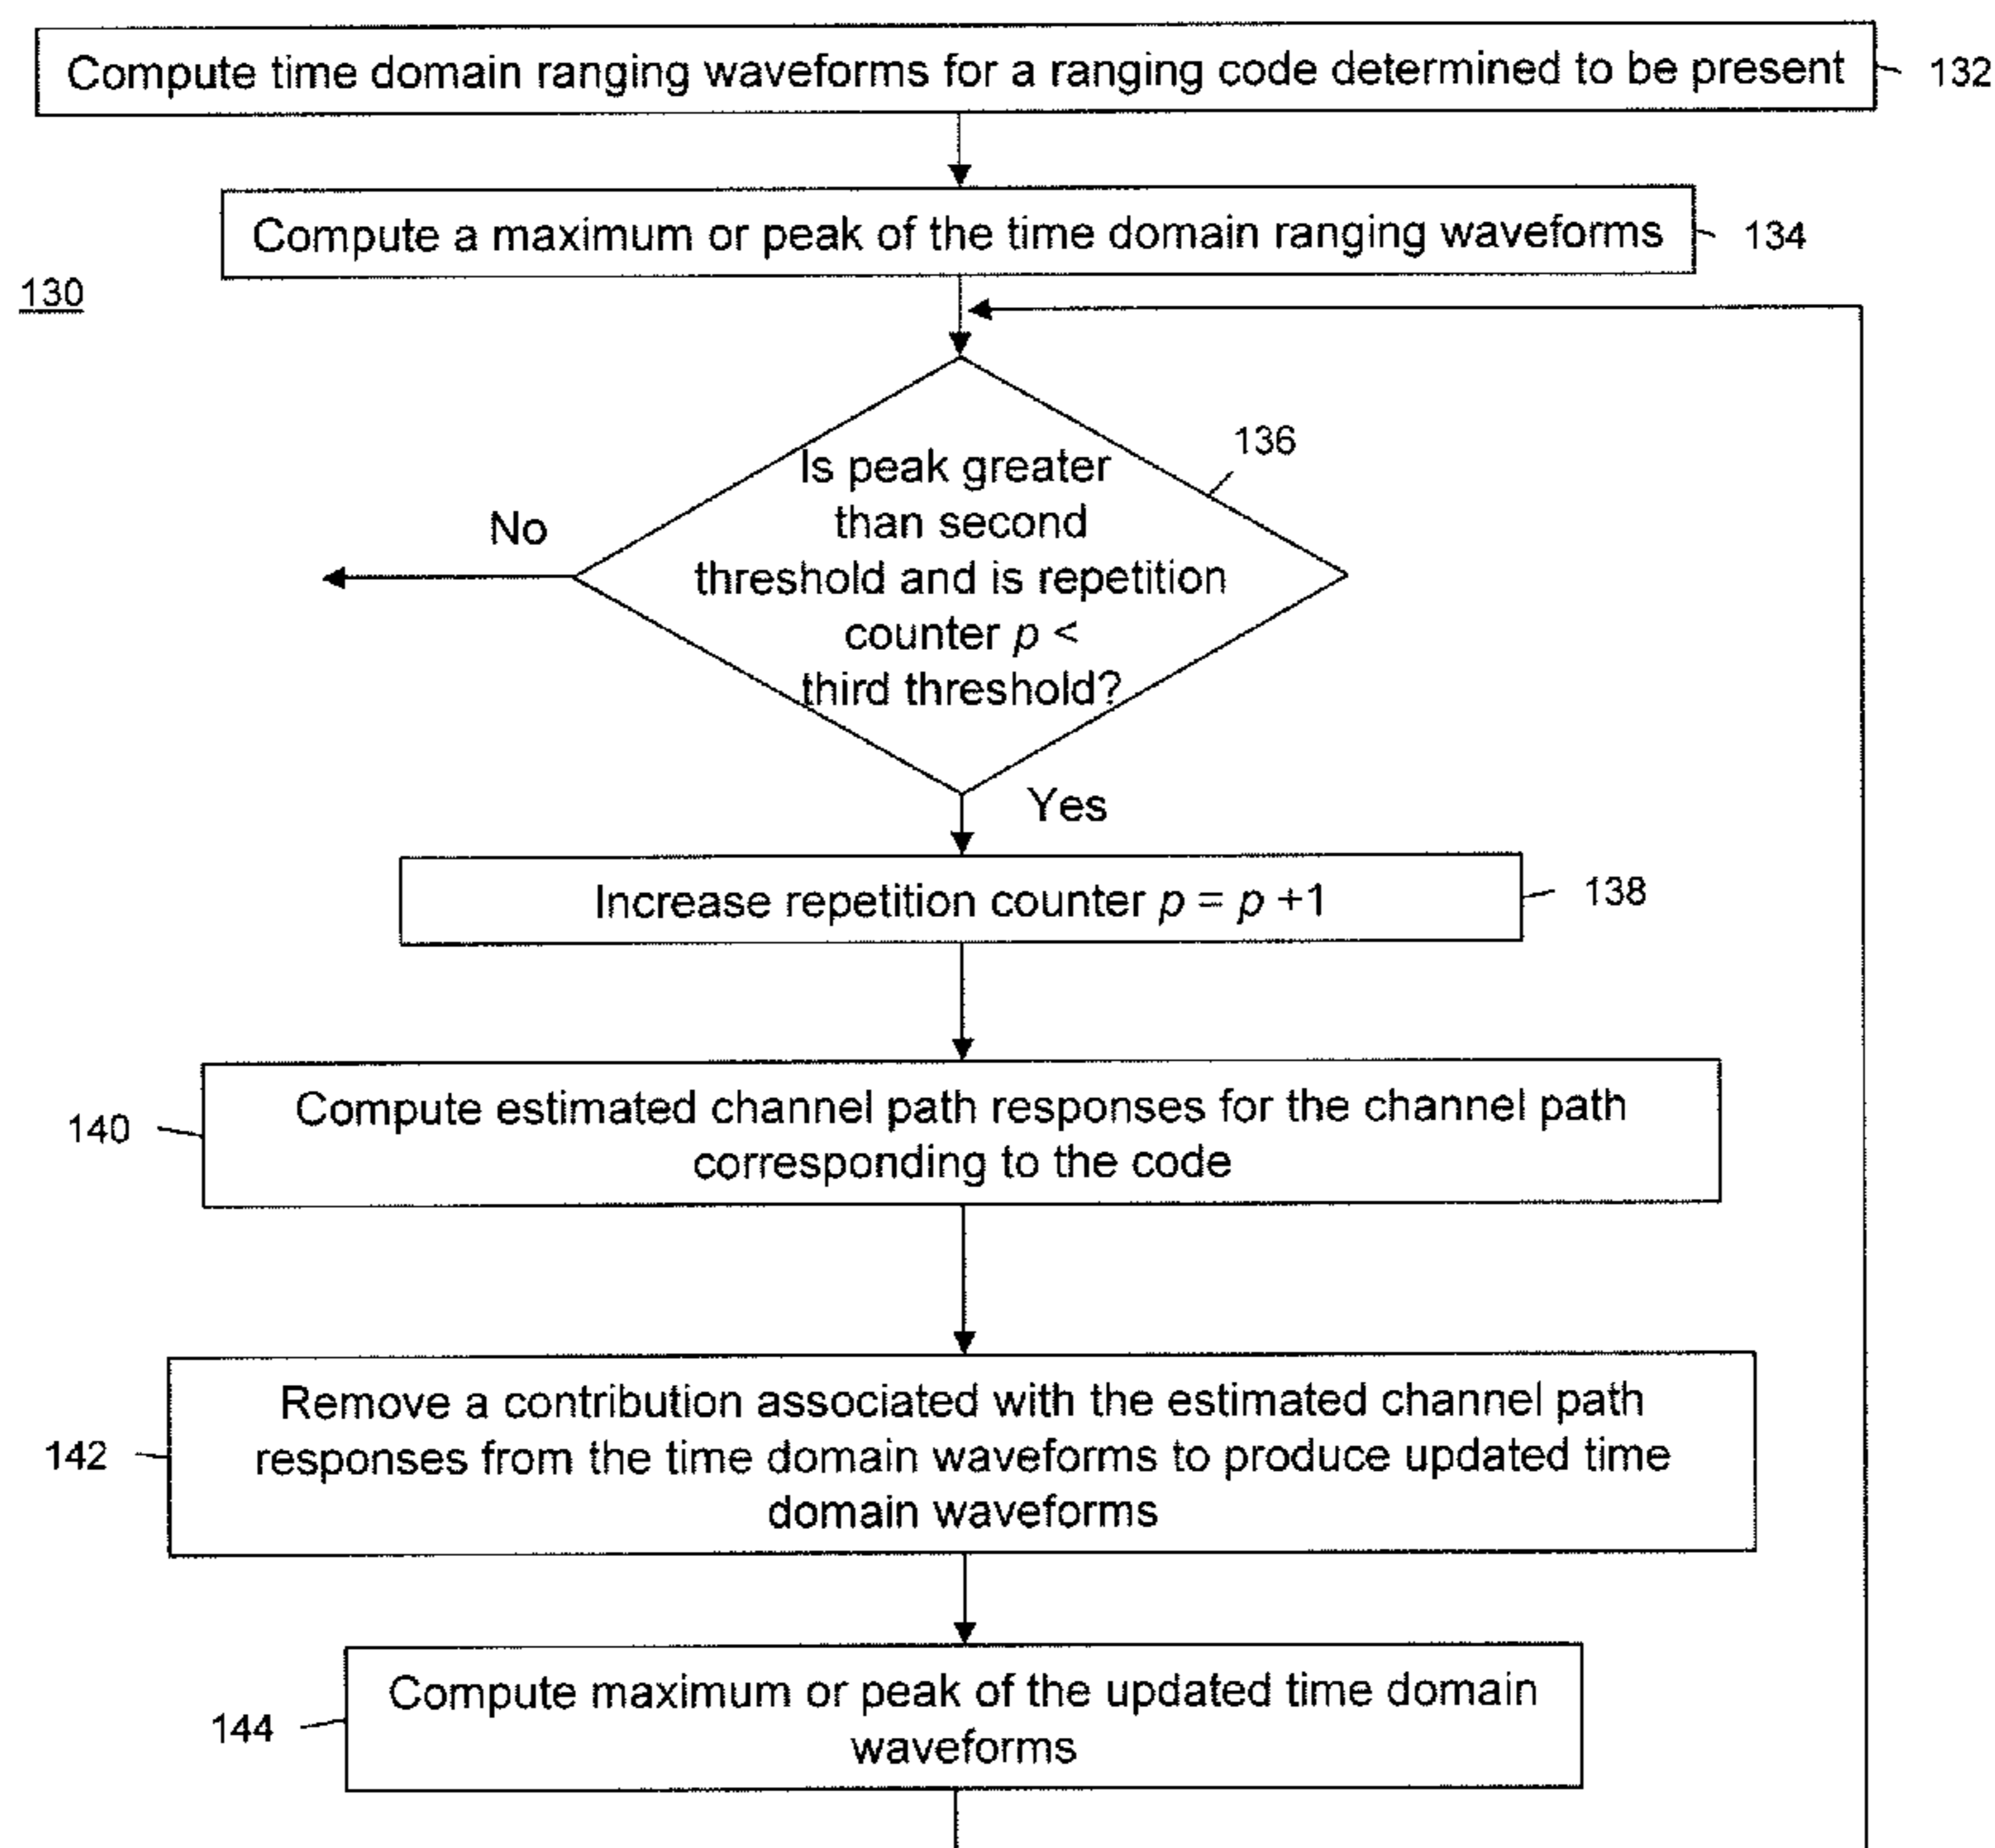 Compute time domain ranging waveforms for a ranging code determined to be present
132
Compute a maximum or peak of the time domain ranging waveforms
134
130
136
Is peak greater
than second
threshold and is repetition
counter p <
third threshold?
No
Yes
Increase repetition counter p = p +1
138
Compute estimated channel path responses for the channel path
corresponding to the code
140
Remove a contribution associated with the estimated channel path
responses from the time domain waveforms to produce updated time
domain waveforms
142
Compute maximum or peak of the updated time domain
waveforms
144